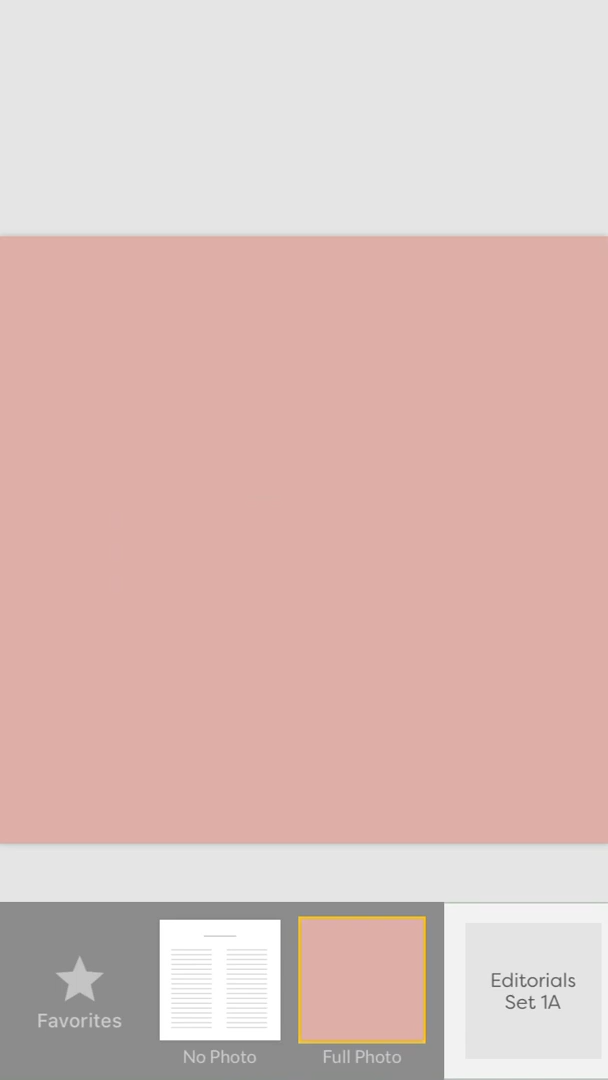 Favorites
No Photo
Full Photo
Editorials
Set 1A